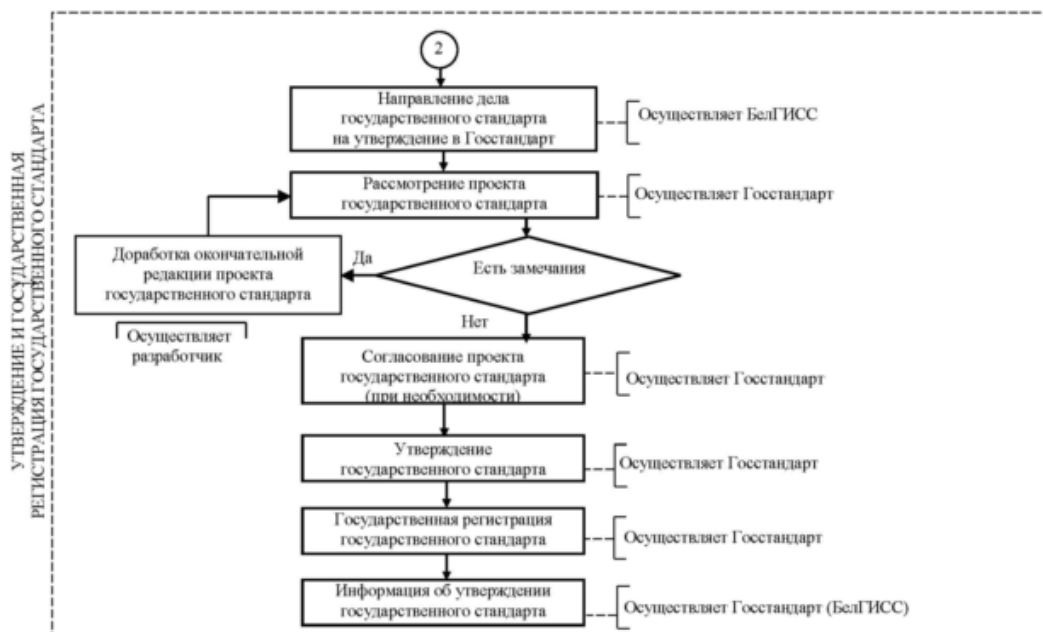 УТВЕРЖДЕНИЕ И ГОСУДАРСТВЕННАЯ
РЕГИСТРАЦИЯ ГОСУДАРСТВЕННОГО СТАНДАРТА
2
Направление дела
государственного стандарта
на утверждение в Госстандарт
Осуществляет БелГИСС
Рассмотрение проекта
государственного стандарта
Осуществляет Госстандарт
Есть замечания
Да
Доработка окончательной
редакции проекта
государственного стандарта
Осуществляет
разработчик
Нет
Согласование проекта
государственного стандарта
(при необходимости)
Осуществляет Госстандарт
Утверждение
государственного стандарта
Осуществляет Госстандарт
Государственная регистрация
государственного стандарта
Осуществляет Госстандарт
Информация об утверждении
государственного стандарта
Осуществляет Госстандарт (БелГИСС)